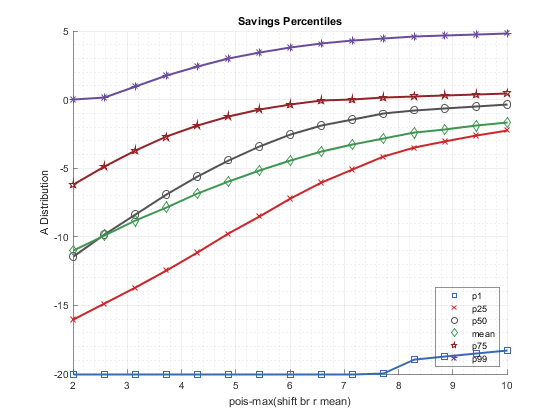 Savings Percentiles
5
0
-5
-10
-15
-20
A Distribution
2 3 4 5 6 7 8 9 10
pois-max(shift br r mean)
p1
p25
p50
mean
p75
p99